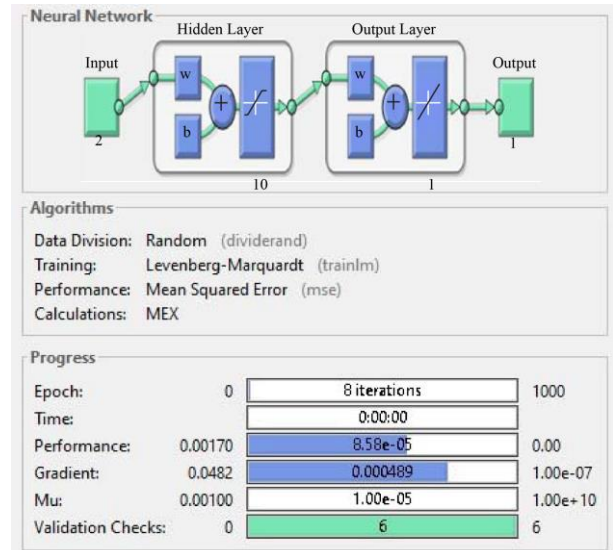 Neural Network
Hidden Layer Output Layer
Input Output
w w
+ +
b b
2 1
10 1
Algorithms
Data Division: Random (dividerand)
Training: Levenberg-Marquardt (trainlm)
Performance: Mean Squared Error (mse)
Calculations: MEX
Progress
Epoch: 0 8 iterations 1000
Time: 0:00:00
Performance: 0.00170 8.58e-05 0.00
Gradient: 0.0482 0.000489 1.00e-07
Mu: 0.00100 1.00e-05 1.00e+10
Validation Checks: 0 6 6